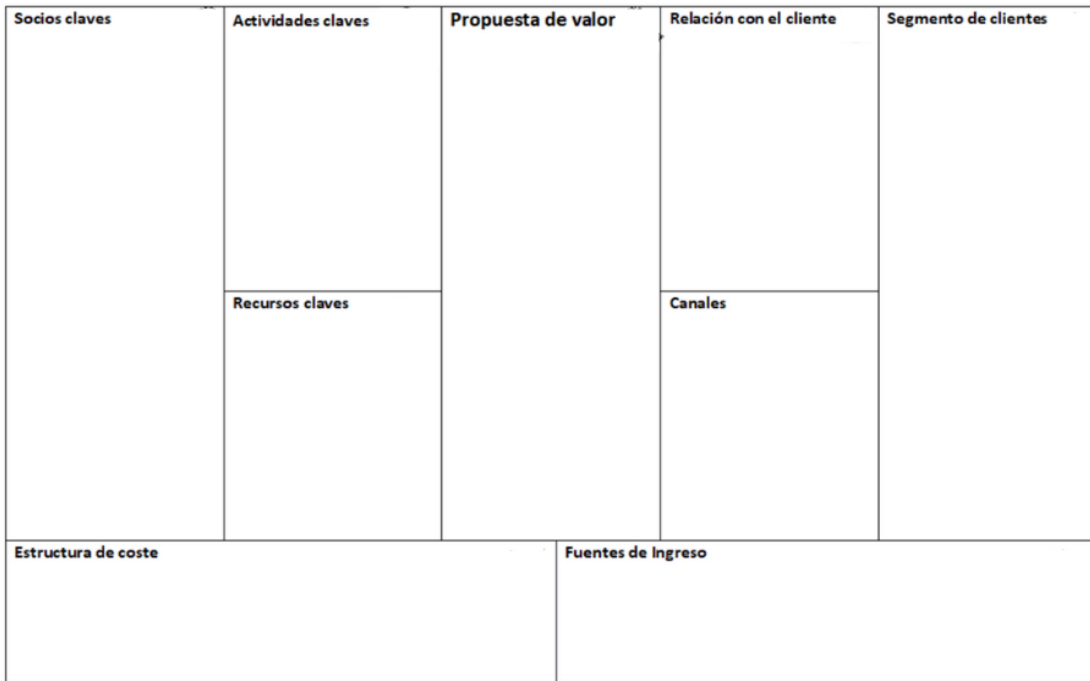 Socios claves
Actividades claves
Propuesta de valor
Relación con el cliente
Segmento de clientes
Recursos claves
Canales
Estructura de coste
Fuentes de Ingreso